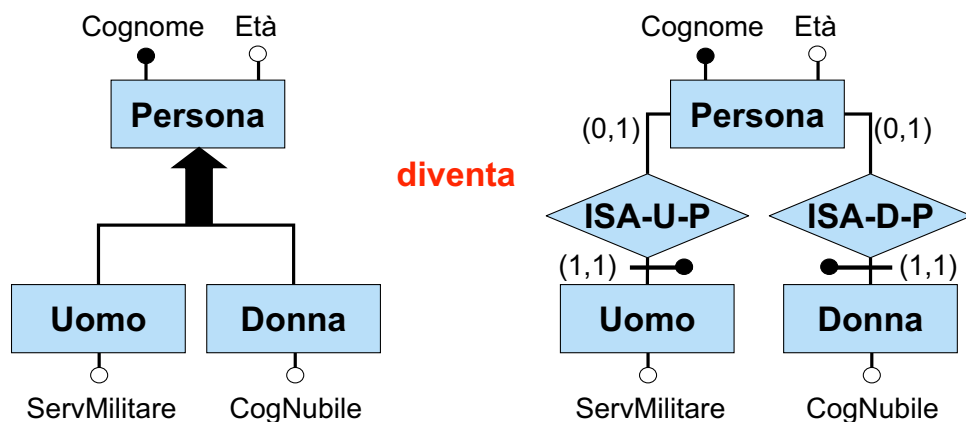 Cognome Età
Persona
Uomo Donna
ServMilitare CogNubile
diventa
Cognome Età
Persona
(0,1) (0,1)
ISA-U-P ISA-D-P
(1,1) (1,1)
Uomo Donna
ServMilitare CogNubile